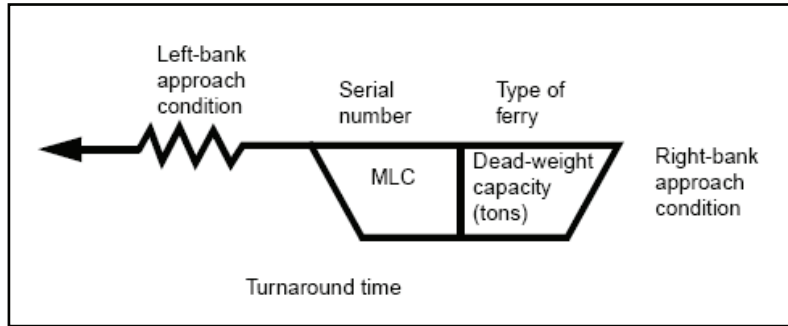 Left-bank
approach
condition
Serial
number
Type of
ferry
MLC
Dead-weight
capacity
(tons)
Right-bank
approach
condition
Turnaround time